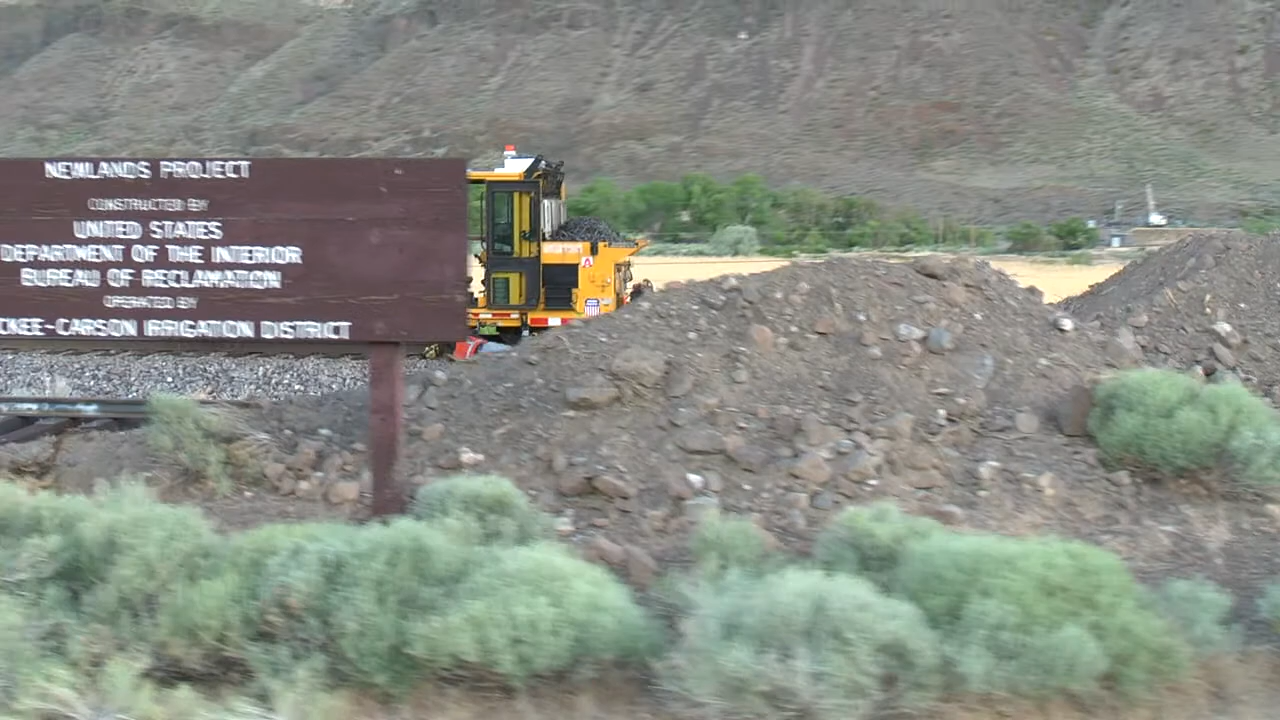 NEWLANDS PROJECT
CONSTRUCTED BY
UNITED STATES
DEPARTMENT OF THE INTERIOR
BUREAU OF RECLAMATION
OPERATED BY
CKEE-CARSON IRRIGATION DISTRICT